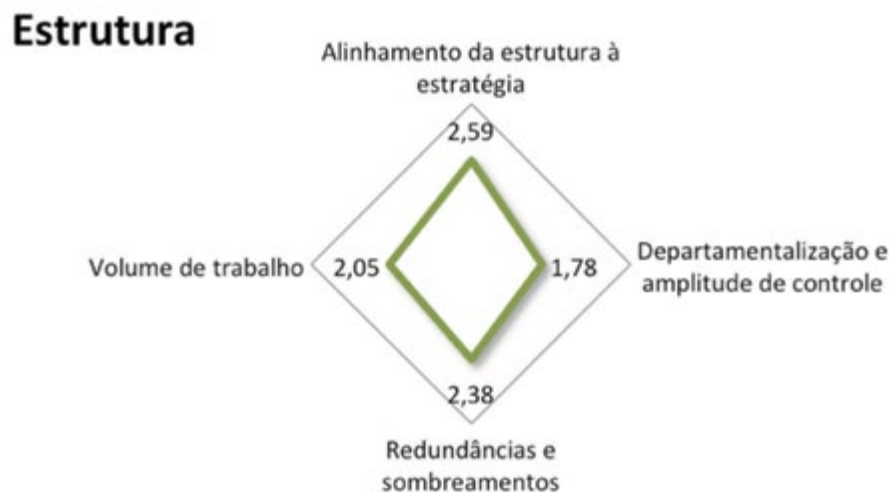 Estrutura
Alinhamento da estrutura à
estratégia
2,59
Volume de trabalho
2,05
1,78
Departamentalização e
amplitude de controle
2,38
Redundâncias e
sombreamentos